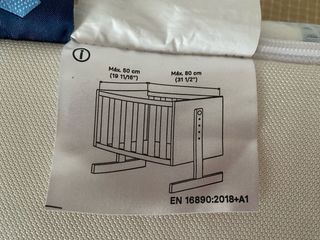 i
Máx. 50 cm
(19 11/16")
Máx. 80 cm
(31 1/2")
EN 16890:2018+A1